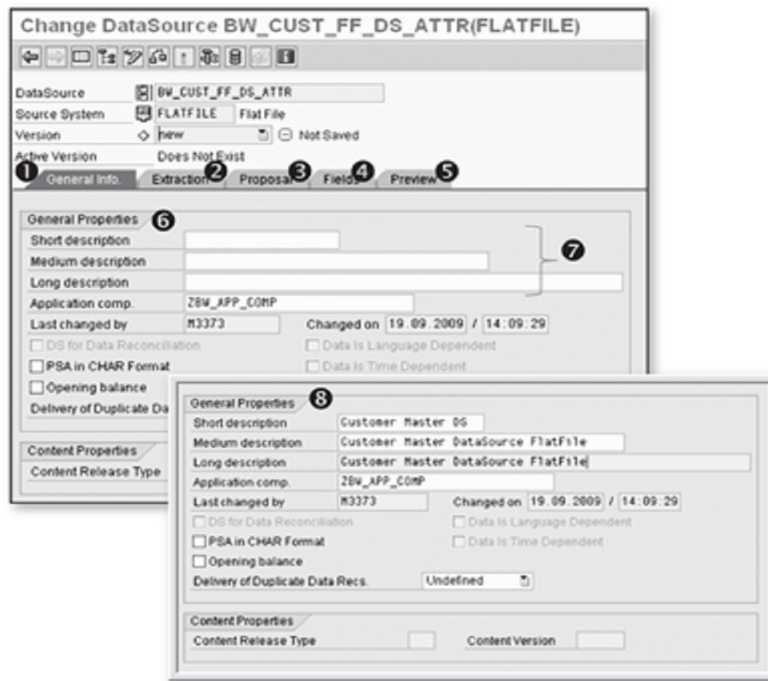 Change DataSource BW_CUST_FF_DS_ATTR(FLATFILE)
DataSource BW_CUST_FF_DS_ATTR
Source System FLATFILE Flat File
Version new Not Saved
Active Version Does Not Exist
1 General Info. Extraction 2 Proposal 3 Fields 4 Preview 5
General Properties 6
Short description
Medium description 7
Long description
Application comp. ZBW_APP_COMP
Last changed by M3373 Changed on 19.09.2009 / 14:09:29
DS for Data Reconciliation Data Is Language Dependent
PSA in CHAR Format Data Is Time Dependent
Opening balance
Delivery of Duplicate Da
Content Properties
Content Release Type
General Properties 8
Short description Customer Master DS
Medium description Customer Master DataSource FlatFile
Long description Customer Master DataSource FlatFile
Application comp. ZBW_APP_COMP
Last changed by M3373 Changed on 19.09.2009 / 14:09:29
DS for Data Reconciliation Data Is Language Dependent
PSA in CHAR Format Data Is Time Dependent
Opening balance
Delivery of Duplicate Data Recs. Undefined
Content Properties
Content Release Type Content Version